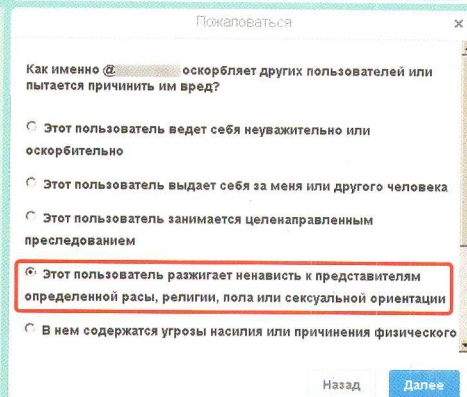 Пожаловаться
×
Как именно @ оскорбляет других пользователей или
пытается причинить им вред?
Этот пользователь ведет себя неуважительно или
оскорбительно
Этот пользователь выдает себя за меня или другого человека
Этот пользователь занимается целенаправленным
преследованием
Этот пользователь разжигает ненависть к представителям
определенной расы, религии, пола или сексуальной ориентации
В нем содержатся угрозы насилия или причинения физического
Назад
Далее